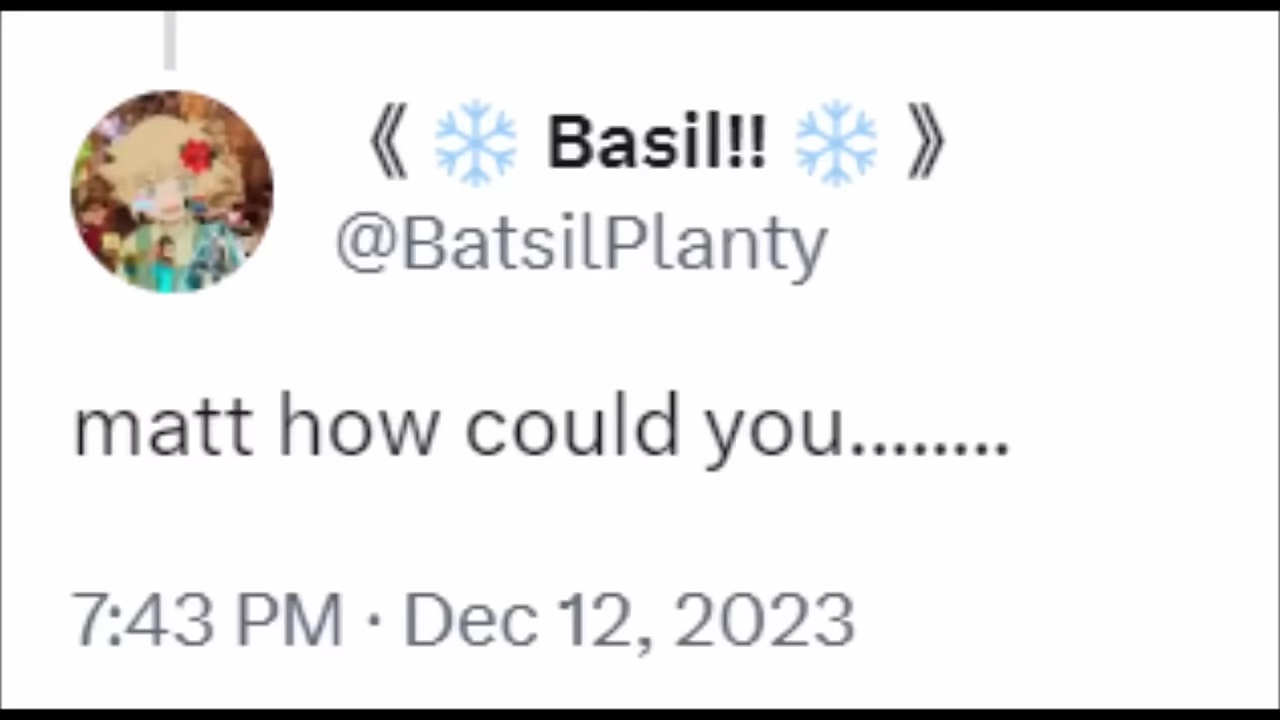 《 ❄️ Basil!! ❄️ 》
@BatsilPlanty
matt how could you........
7:43 PM · Dec 12, 2023